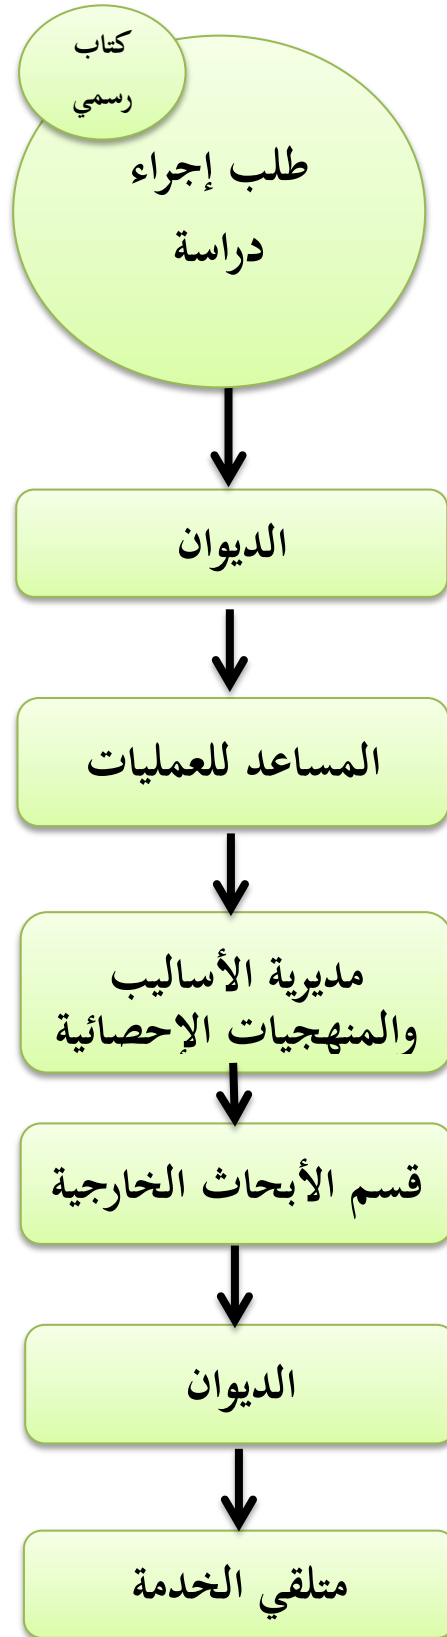 كتاب
رسمي
طلب إجراء
دراسة
الديوان
المساعد للعمليات
مديرية الأساليب
والمنهجيات الإحصائية
قسم الأبحاث الخارجية
الديوان
متلقي الخدمة